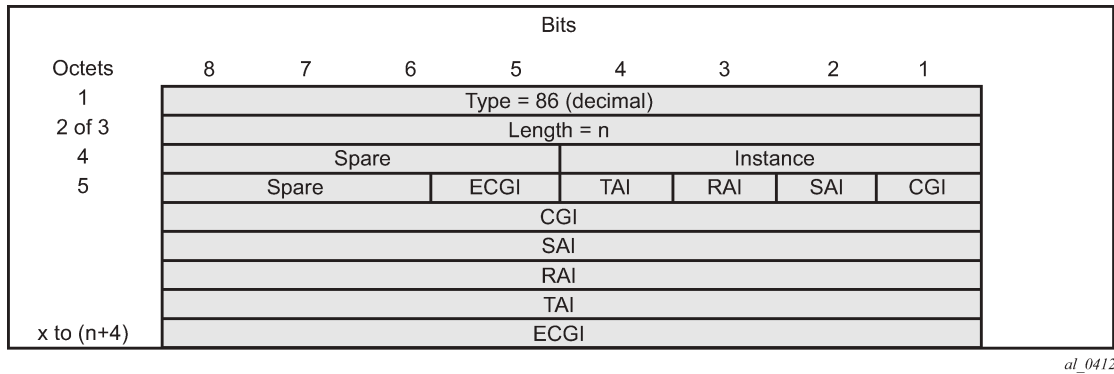 Bits
Octets 8 7 6 5 4 3 2 1
1 Type = 86 (decimal)
2 of 3 Length = n
4 Spare Instance
5 Spare ECGI TAI RAI SAI CGI
CGI
SAI
RAI
TAI
x to (n+4) ECGI
al_0412